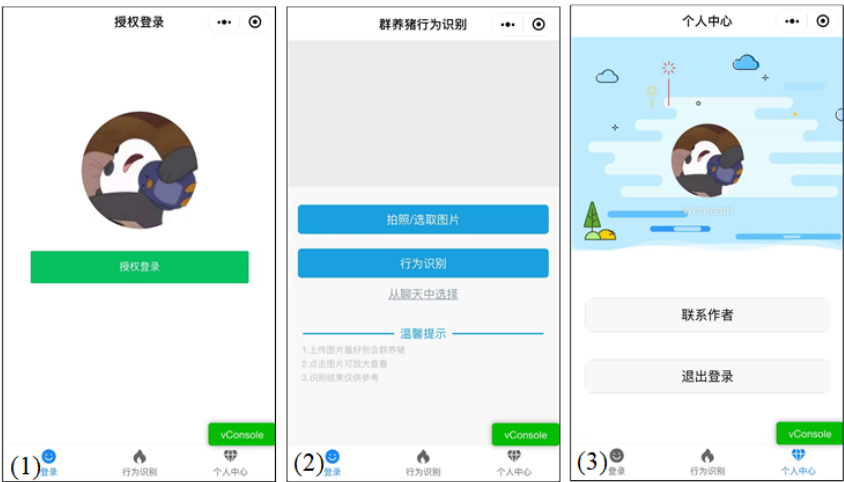 授权登录
授权登录
vConsole
(1)
登录
行为识别
个人中心
群养猪行为识别
拍照/选取图片
行为识别
从聊天中选择
温馨提示
1.上传图片最好包含群养猪
2.点击图片可放大查看
3.识别结果仅供参考
vConsole
(2)
登录
行为识别
个人中心
个人中心
Wedream
联系作者
退出登录
vConsole
(3)
登录
行为识别
个人中心